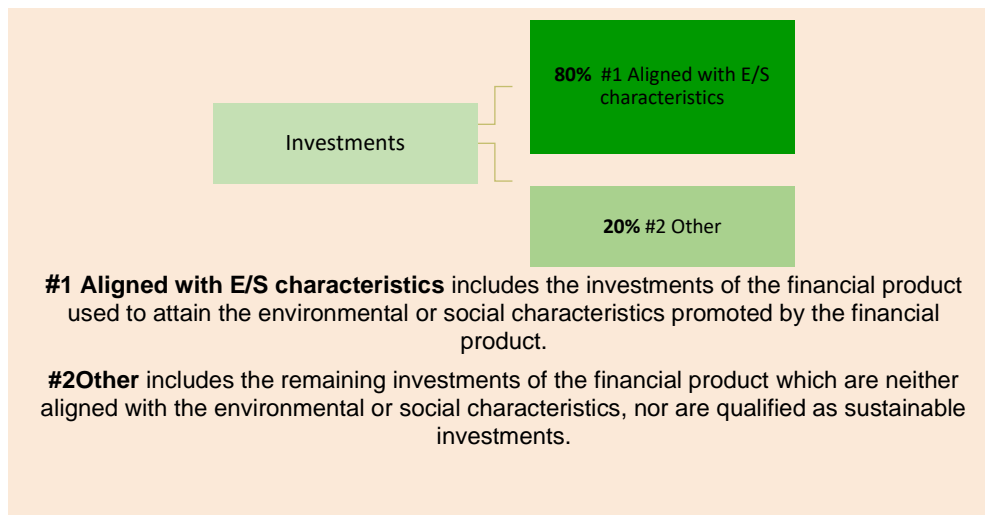 80% #1 Aligned with E/S
characteristics
Investments
20% #2 Other
#1 Aligned with E/S characteristics includes the investments of the financial product
used to attain the environmental or social characteristics promoted by the financial
product.
#2Other includes the remaining investments of the financial product which are neither
aligned with the environmental or social characteristics, nor are qualified as sustainable
investments.